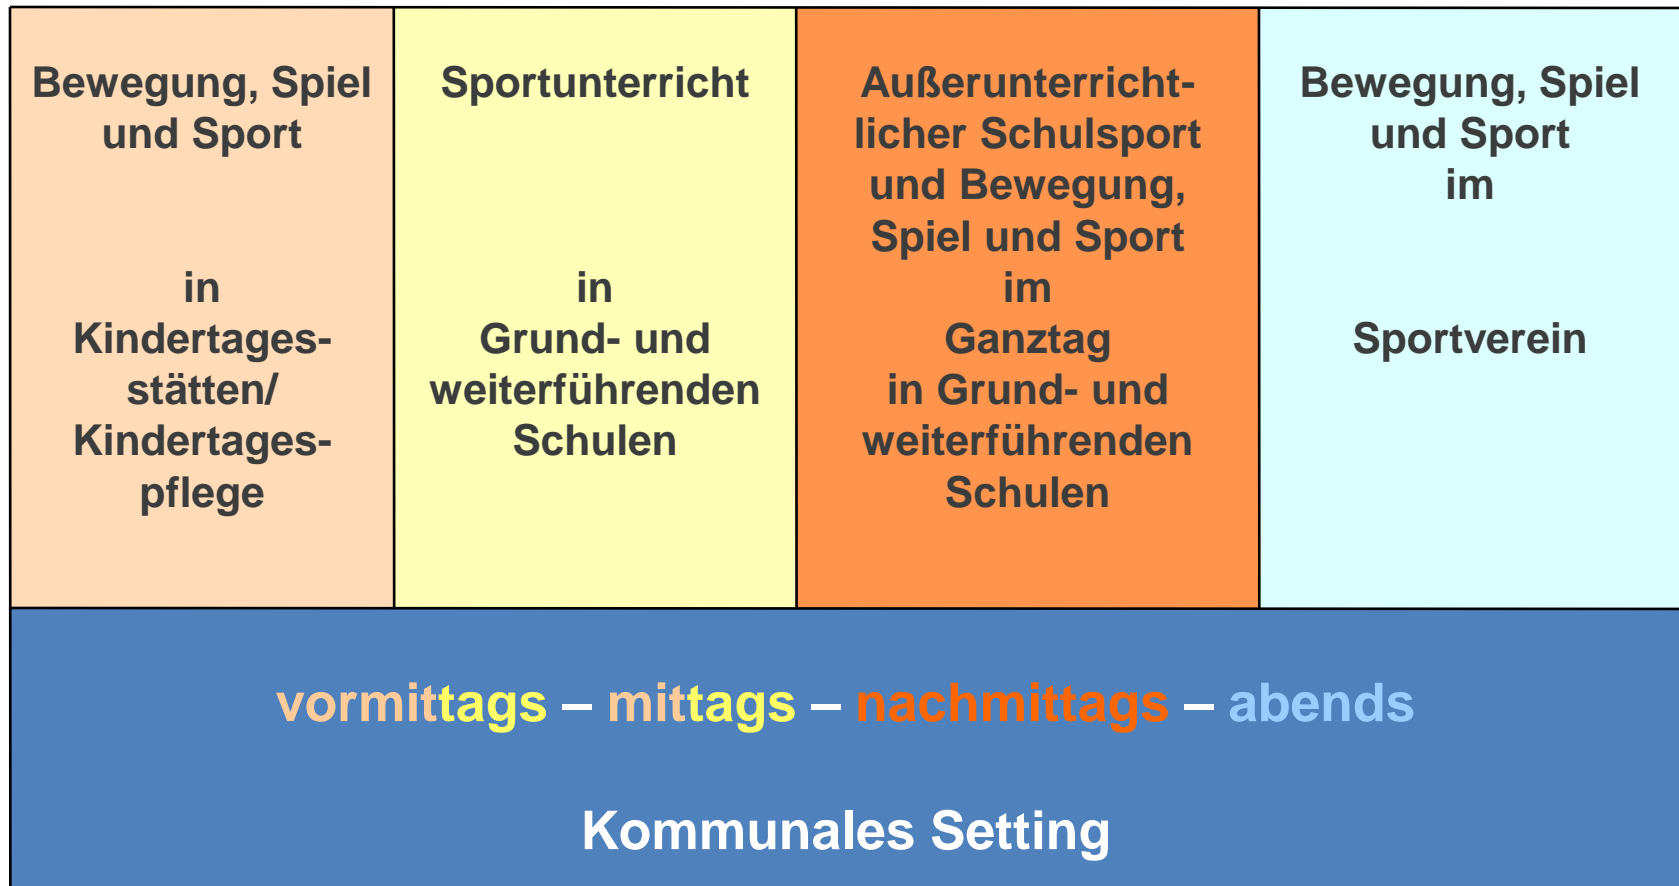 Bewegung, Spiel
und Sport
in
Kindertages-
stätten/
Kindertages-
pflege
Sportunterricht
in
Grund- und
weiterführenden
Schulen
Außerunterricht-
licher Schulsport
und Bewegung,
Spiel und Sport
im
Ganztag
in Grund- und
weiterführenden
Schulen
Bewegung, Spiel
und Sport
im
Sportverein
vormittags – mittags – nachmittags – abends
Kommunales Setting